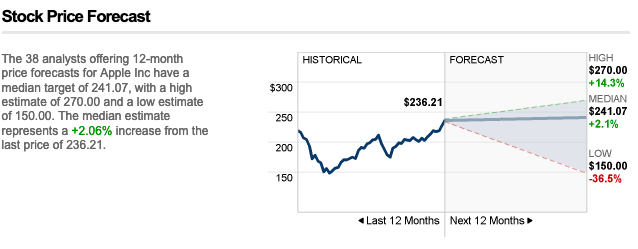 Stock Price Forecast
The 38 analysts offering 12-month
price forecasts for Apple Inc have a
median target of 241.07, with a high
estimate of 270.00 and a low estimate
of 150.00. The median estimate
represents a +2.06% increase from the
last price of 236.21.
HISTORICAL
FORECAST
$300
250
200
150
$236.21
HIGH
$270.00
+14.3%
MEDIAN
$241.07
+2.1%
LOW
$150.00
-36.5%
◄ Last 12 Months
Next 12 Months ►